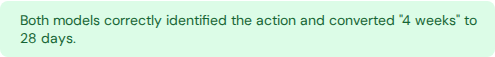 Both models correctly identified the action and converted "4 weeks" to
28 days.